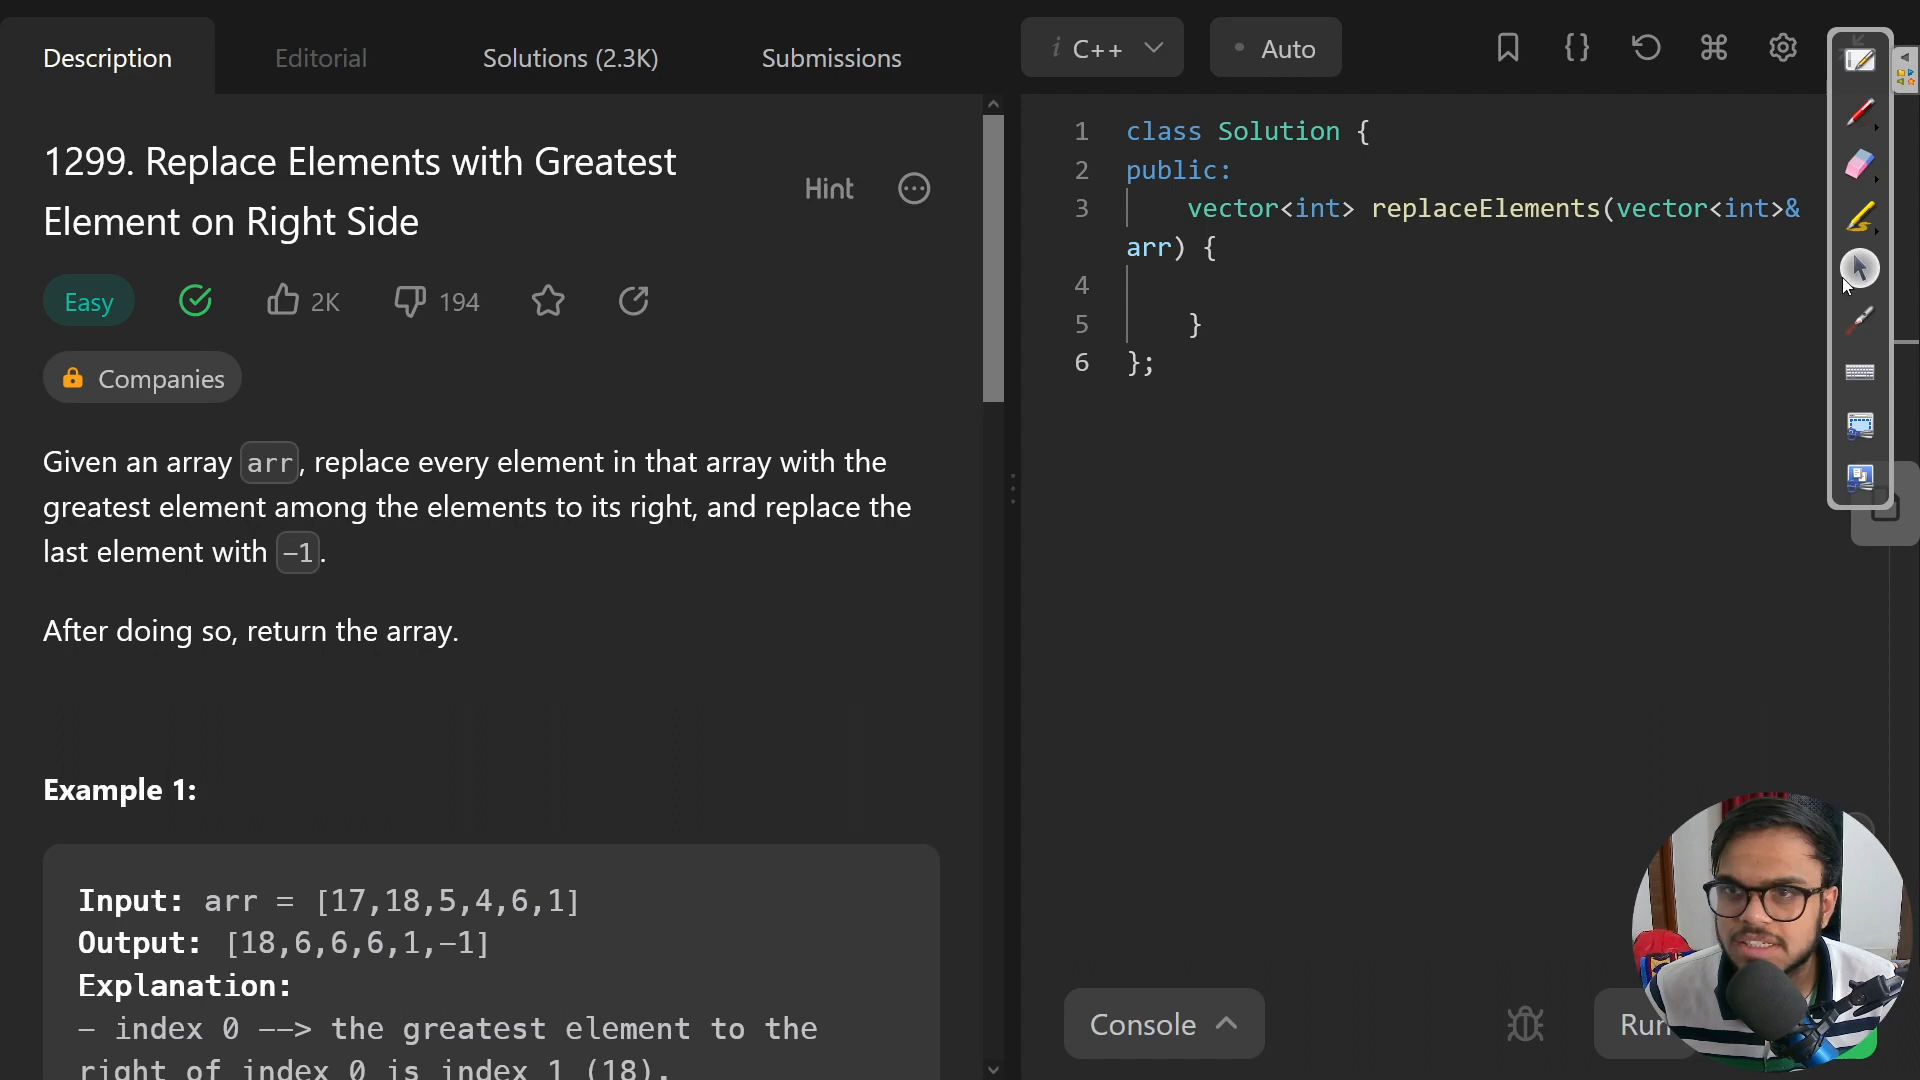 Description
Editorial
Solutions (2.3K)
Submissions
i C++
Auto
1299. Replace Elements with Greatest
Element on Right Side
Hint
Easy
2K
194
Companies
Given an array arr, replace every element in that array with the
greatest element among the elements to its right, and replace the
last element with -1.
After doing so, return the array.
Example 1:
Input: arr = [17,18,5,4,6,1]
Output: [18,6,6,6,1,-1]
Explanation:
- index 0 --> the greatest element to the
right of index 0 is index 1 (18).
1 class Solution {
2 public:
3 vector<int> replaceElements(vector<int>&
arr) {
4
5 }
6 };
Console
Run